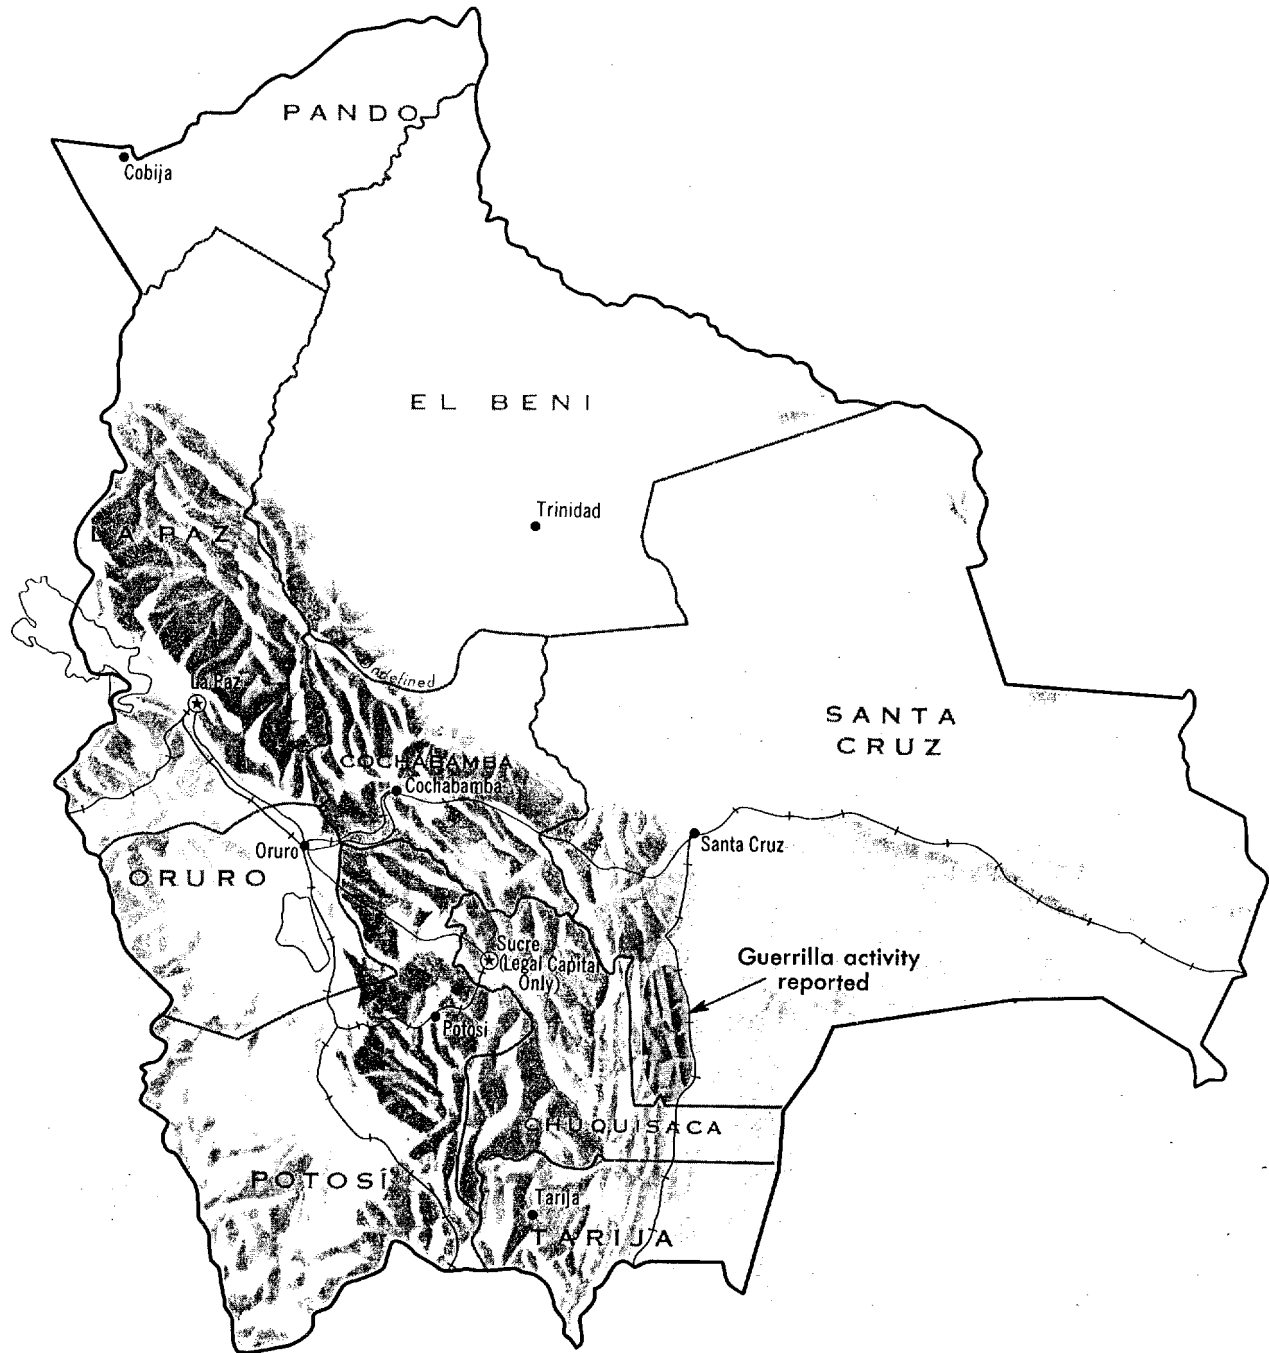 PANDO
Cobija
EL BENI
Trinidad
LA PAZ
Undefined
La Paz
SANTA
CRUZ
COCHABAMBA
Cochabamba
Santa Cruz
Oruro
ORURO
Sucre
(Legal Capital
Only)
Guerrilla activity
reported
Potosi
CHUQUISACA
POTOSÍ
Tarija
TARIJA